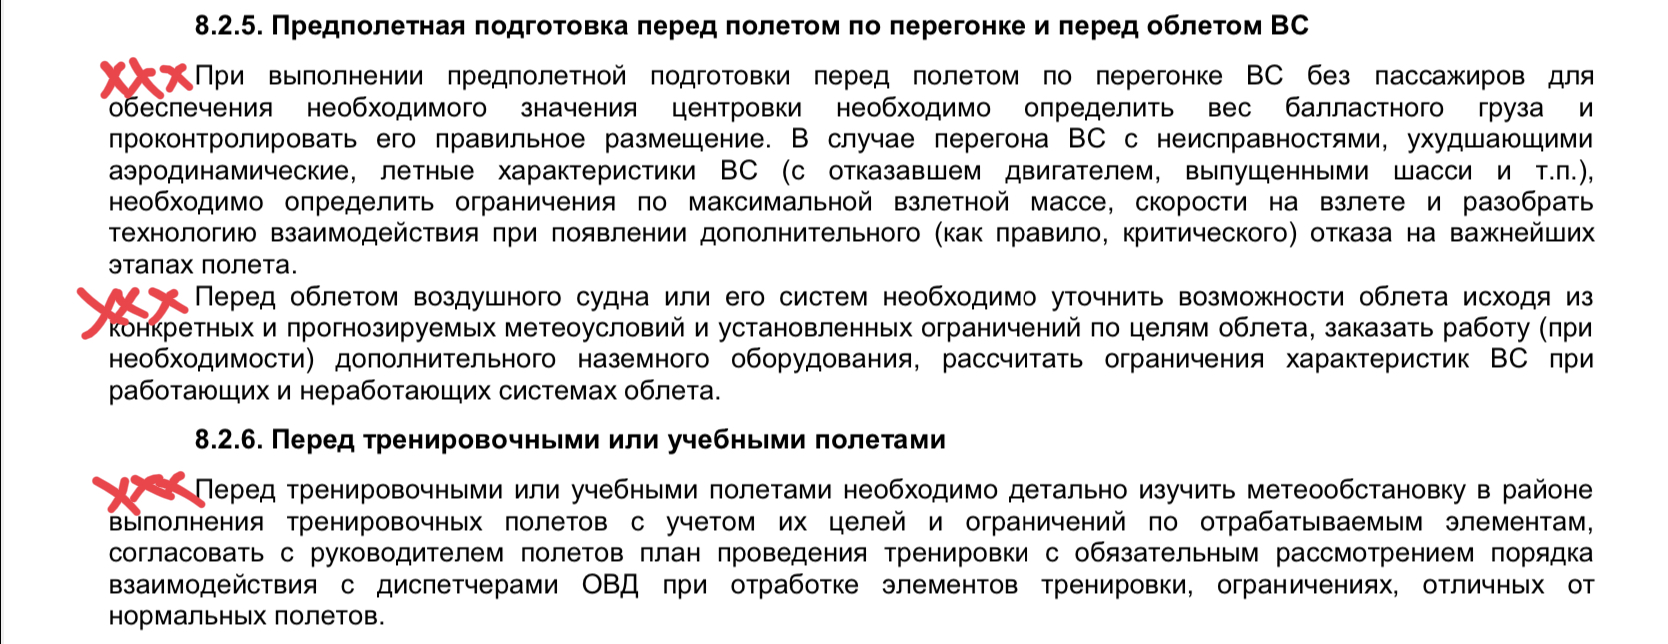 8.2.5. Предполетная подготовка перед полетом по перегонке и перед облетом ВС
XXX При выполнении предполетной подготовки перед полетом по перегонке ВС без пассажиров для
обеспечения необходимого значения центровки необходимо определить вес балластного груза и
проконтролировать его правильное размещение. В случае перегона ВС с неисправностями, ухудшающими
аэродинамические, летные характеристики ВС (с отказавшем двигателем, выпущенными шасси и т.п.),
необходимо определить ограничения по максимальной взлетной массе, скорости на взлете и разобрать
технологию взаимодействия при появлении дополнительного (как правило, критического) отказа на важнейших
этапах полета.
XXX Перед облетом воздушного судна или его систем необходимо уточнить возможности облета исходя из
конкретных и прогнозируемых метеоусловий и установленных ограничений по целям облета, заказать работу (при
необходимости) дополнительного наземного оборудования, рассчитать ограничения характеристик ВС при
работающих и неработающих системах облета.
8.2.6. Перед тренировочными или учебными полетами
XXX Перед тренировочными или учебными полетами необходимо детально изучить метеообстановку в районе
выполнения тренировочных полетов с учетом их целей и ограничений по отрабатываемым элементам,
согласовать с руководителем полетов план проведения тренировки с обязательным рассмотрением порядка
взаимодействия с диспетчерами ОВД при отработке элементов тренировки, ограничениях, отличных от
нормальных полетов.